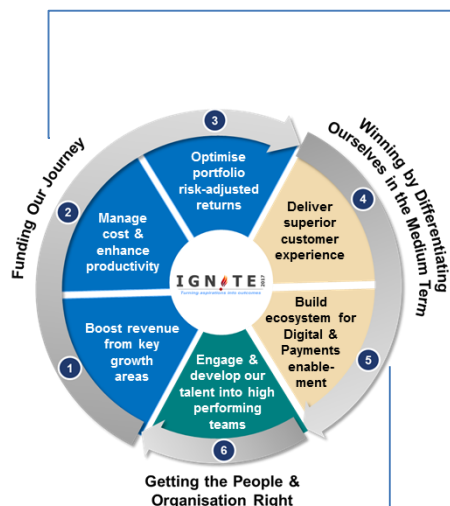 Funding Our Journey
Winning by Differentiating
Ourselves in the Medium Term
3
Optimise
portfolio
risk-adjusted
returns
2
Manage
cost &
enhance
productivity
4
Deliver
superior
customer
experience
IGNITE
2017
1
Boost revenue
from key
growth
areas
Build
ecosystem for
Digital &
Payments
enable-
ment
5
Engage &
develop our
talent into high
performing
teams
6
Getting the People &
Organisation Right